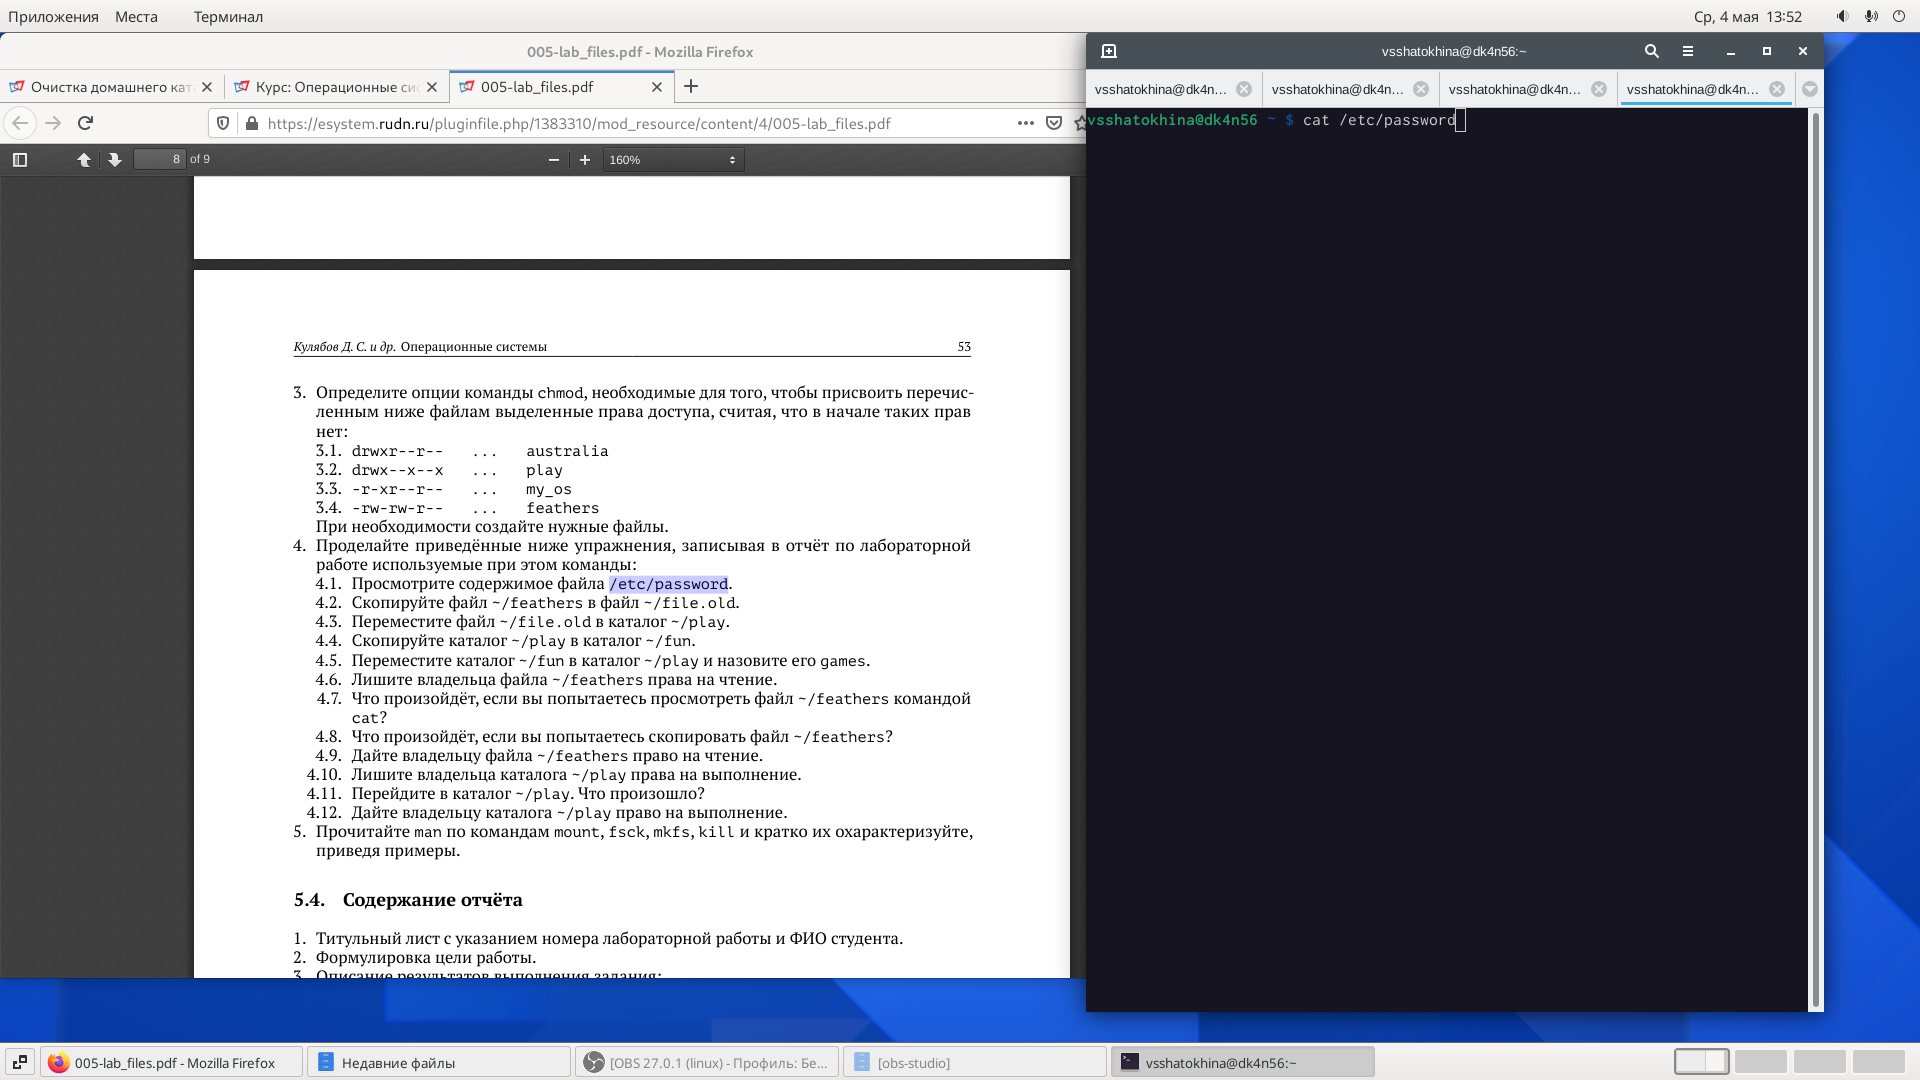 Приложения Места Терминал Ср, 4 мая 13:52
005-lab_files.pdf - Mozilla Firefox
Очистка домашнего кат
Курс: Операционные си
005-lab_files.pdf
https://esystem.rudn.ru/pluginfile.php/1383310/mod_resource/content/4/005-lab_files.pdf
8 of 9 160%
Кулябов Д. С. и др. Операционные системы 53
3. Определите опции команды chmod, необходимые для того, чтобы присвоить перечис-
ленным ниже файлам выделенные права доступа, считая, что в начале таких прав
нет:
3.1. drwxr--r-- ... australia
3.2. drwx--x--x ... play
3.3. -r-xr--r-- ... my_os
3.4. -rw-rw-r-- ... feathers
При необходимости создайте нужные файлы.
4. Проделайте приведённые ниже упражнения, записывая в отчёт по лабораторной
работе используемые при этом команды:
4.1. Просмотрите содержимое файла /etc/password.
4.2. Скопируйте файл ~/feathers в файл ~/file.old.
4.3. Переместите файл ~/file.old в каталог ~/play.
4.4. Скопируйте каталог ~/play в каталог ~/fun.
4.5. Переместите каталог ~/fun в каталог ~/play и назовите его games.
4.6. Лишите владельца файла ~/feathers права на чтение.
4.7. Что произойдёт, если вы попытаетесь просмотреть файл ~/feathers командой
cat?
4.8. Что произойдёт, если вы попытаетесь скопировать файл ~/feathers?
4.9. Дайте владельцу файла ~/feathers право на чтение.
4.10. Лишите владельца каталога ~/play права на выполнение.
4.11. Перейдите в каталог ~/play. Что произошло?
4.12. Дайте владельцу каталога ~/play право на выполнение.
5. Прочитайте man по командам mount, fsck, mkfs, kill и кратко их охарактеризуйте,
приведя примеры.
5.4. Содержание отчёта
1. Титульный лист с указанием номера лабораторной работы и ФИО студента.
2. Формулировка цели работы.
3. Описание результатов выполнения задания:
vsshatokhina@dk4n56:~
vsshatokhina@dk4n... vsshatokhina@dk4n... vsshatokhina@dk4n... vsshatokhina@dk4n...
vsshatokhina@dk4n56 ~ $ cat /etc/password
005-lab_files.pdf - Mozilla Firefox
Недавние файлы
[OBS 27.0.1 (linux) - Профиль: Бе...
[obs-studio]
vsshatokhina@dk4n56:~